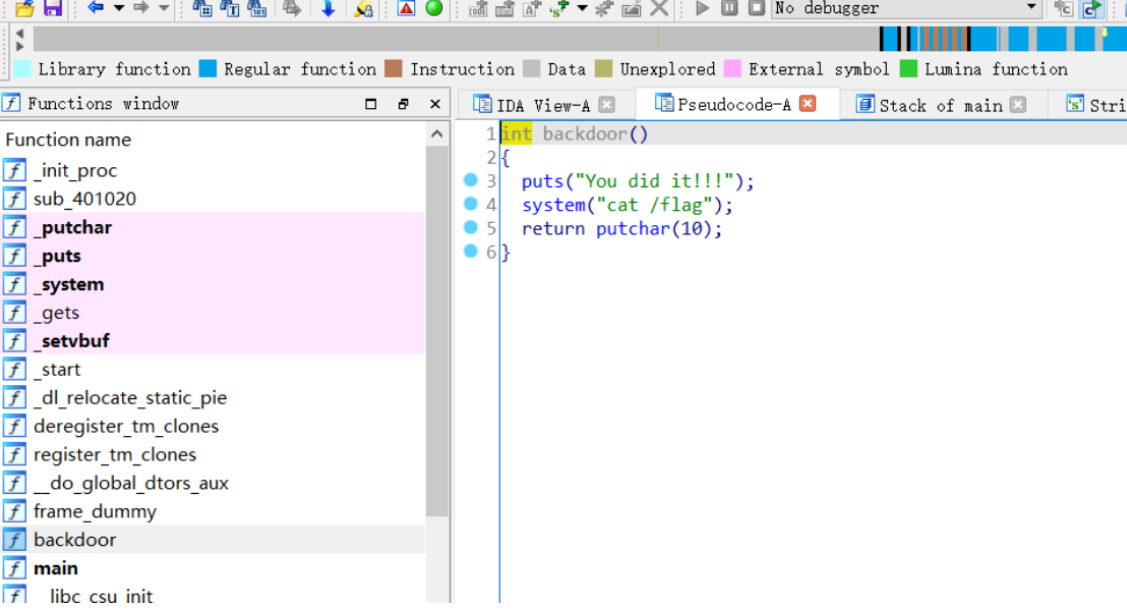 No debugger
Library function Regular function Instruction Data Unexplored External symbol Lumina function
Functions window
IDA View-A Pseudocode-A Stack of main Stri
Function name
_init_proc
sub_401020
_putchar
_puts
_system
_gets
_setvbuf
_start
_dl_relocate_static_pie
deregister_tm_clones
register_tm_clones
__do_global_dtors_aux
frame_dummy
backdoor
main
__libc_csu_init
1 int backdoor()
2 {
3 puts("You did it!!!");
4 system("cat /flag");
5 return putchar(10);
6 }